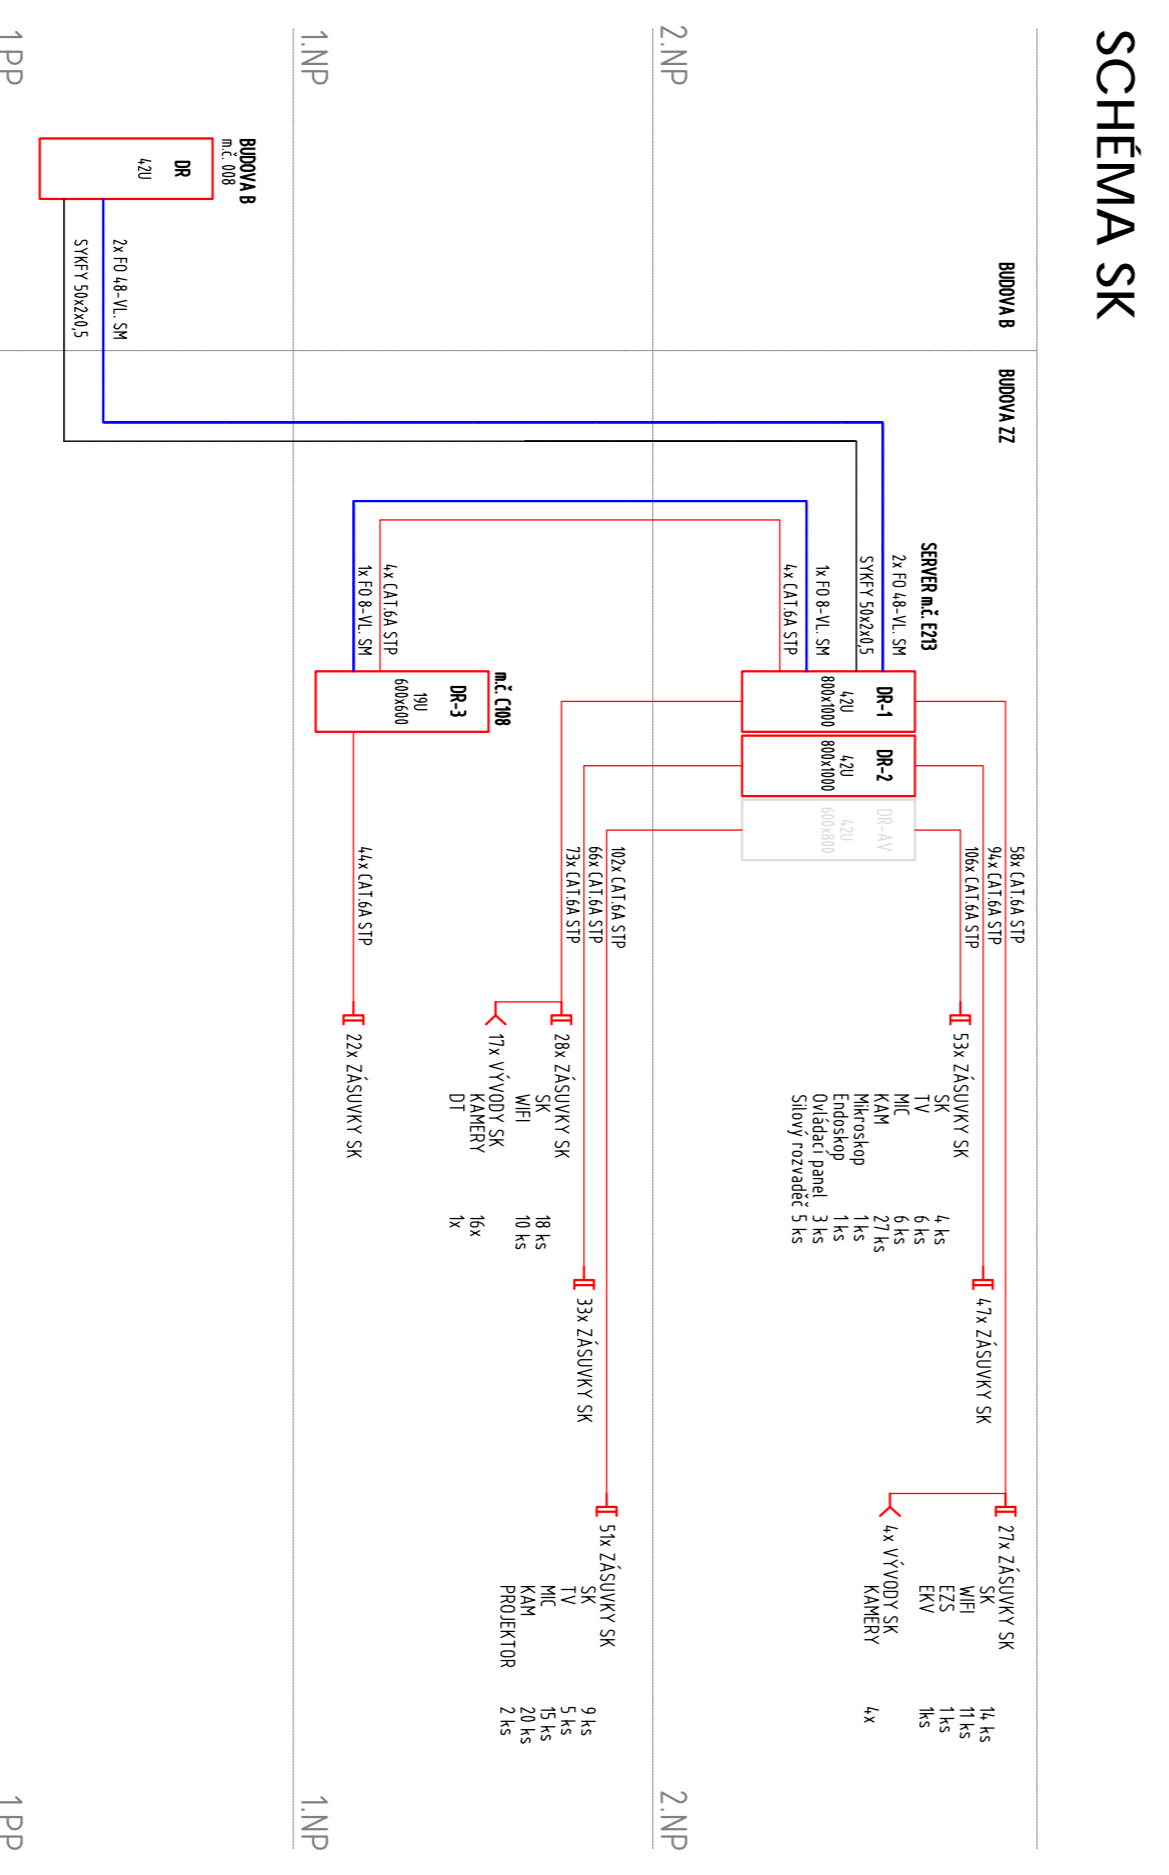 SCHÉMA SK
BUDOVA B
BUDOVA ZZ
2.NP
2.NP
SERVER m.č. E213
2x FO 48-VL. SM
SYKFY 50x2x0,5
1x FO 8-VL. SM
4x CAT.6A STP
DR-1
42U
800x1000
DR-2
42U
800x1000
DR-AV
42U
600x800
58x CAT.6A STP
94x CAT.6A STP
106x CAT.6A STP
53x ZÁSUVKY SK
SK 4 ks
TV 6 ks
MIC 6 ks
KAM 27 ks
Mikroskop 1 ks
Endoskop 1 ks
Ovládací panel 3 ks
Silový rozvaděč 5 ks
47x ZÁSUVKY SK
27x ZÁSUVKY SK
SK 14 ks
WIFI 11 ks
EZS 1 ks
EKV 1ks
4x VÝVODY SK
KAMERY 4x
1.NP
1.NP
102x CAT.6A STP
66x CAT.6A STP
73x CAT.6A STP
28x ZÁSUVKY SK
SK 18 ks
WIFI 10 ks
17x VÝVODY SK
KAMERY 16x
DT 1x
33x ZÁSUVKY SK
51x ZÁSUVKY SK
SK 9 ks
TV 5 ks
MIC 15 ks
KAM 20 ks
PROJEKTOR 2 ks
m.č. C108
DR-3
19U
600x600
4x CAT.6A STP
1x FO 8-VL. SM
44x CAT.6A STP
22x ZÁSUVKY SK
BUDOVA B
m.č. 008
DR
42U
2x FO 48-VL. SM
SYKFY 50x2x0,5
1.PP
1.PP